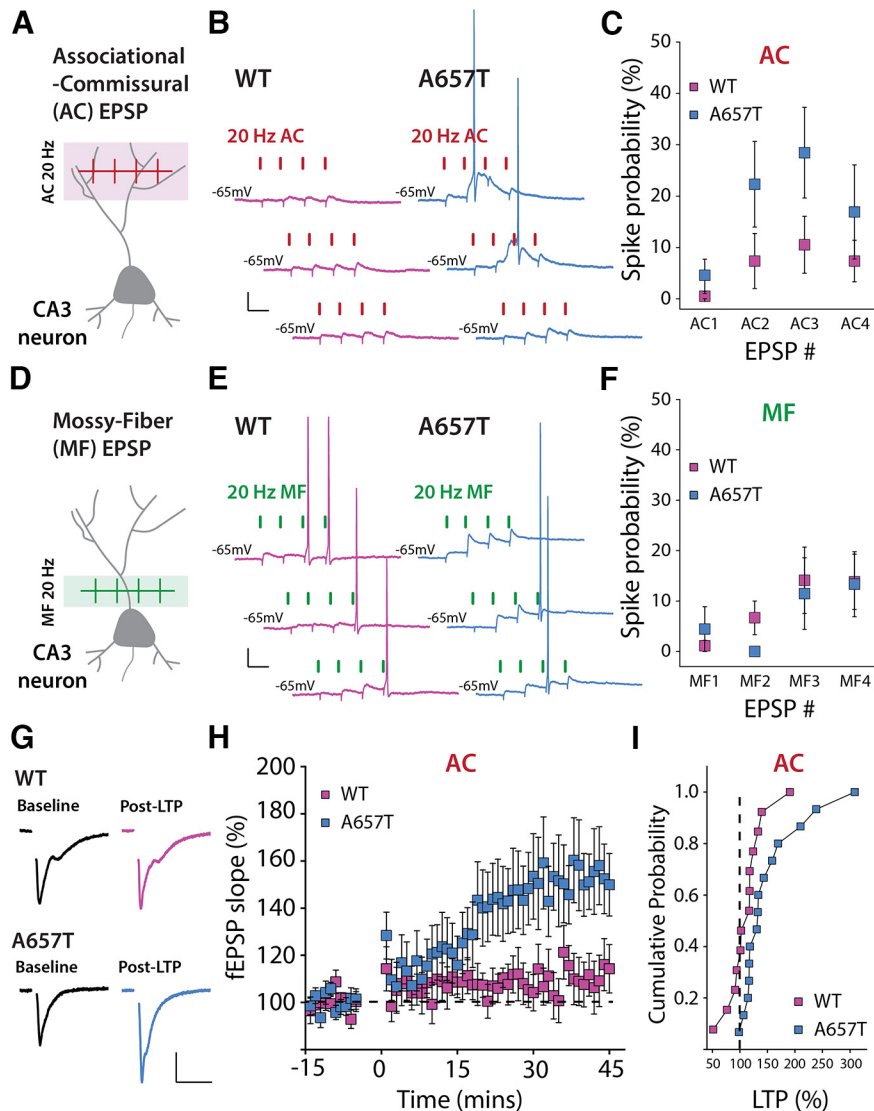 A
Associational
-Commissural
(AC) EPSP
AC 20 Hz
CA3
neuron
B
WT
A657T
20 Hz AC
20 Hz AC
-65mV
-65mV
-65mV
-65mV
-65mV
-65mV
C
AC
WT
A657T
Spike probability (%)
50
40
30
20
10
0
AC1
AC2
AC3
AC4
EPSP #
D
Mossy-Fiber
(MF) EPSP
MF 20 Hz
CA3
neuron
E
WT
A657T
20 Hz MF
20 Hz MF
-65mV
-65mV
-65mV
-65mV
-65mV
-65mV
F
MF
WT
A657T
Spike probability (%)
50
40
30
20
10
0
MF1
MF2
MF3
MF4
EPSP #
G
WT
Baseline
Post-LTP
A657T
Baseline
Post-LTP
H
AC
WT
A657T
fEPSP slope (%)
200
180
160
140
120
100
-15
0
15
30
45
Time (mins)
I
AC
Cumulative Probability
1.0
0.8
0.6
0.4
0.2
WT
A657T
50
100
150
200
250
300
LTP (%)